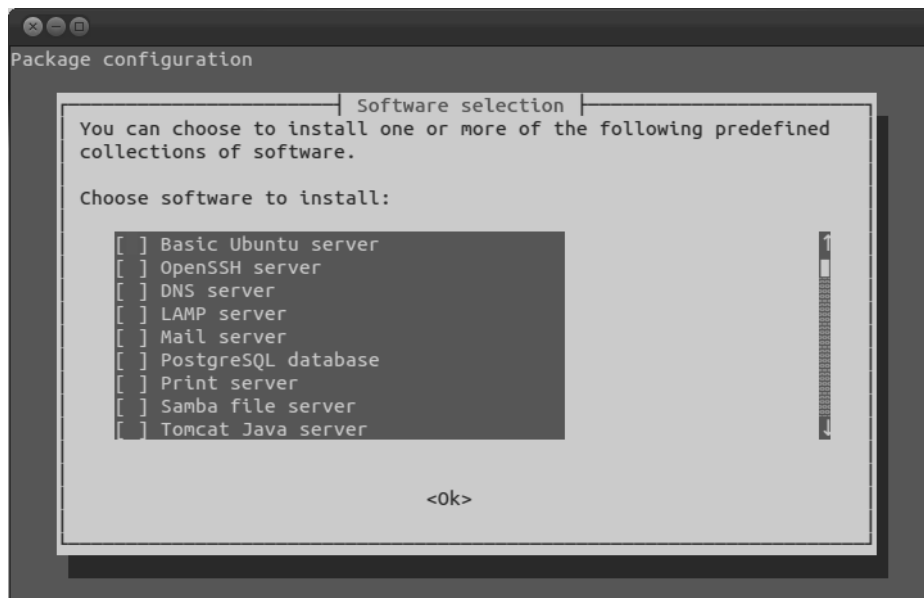 Package configuration
Software selection
You can choose to install one or more of the following predefined
collections of software.
Choose software to install:
[ ] Basic Ubuntu server
[ ] OpenSSH server
[ ] DNS server
[ ] LAMP server
[ ] Mail server
[ ] PostgreSQL database
[ ] Print server
[ ] Samba file server
[ ] Tomcat Java server
<Ok>